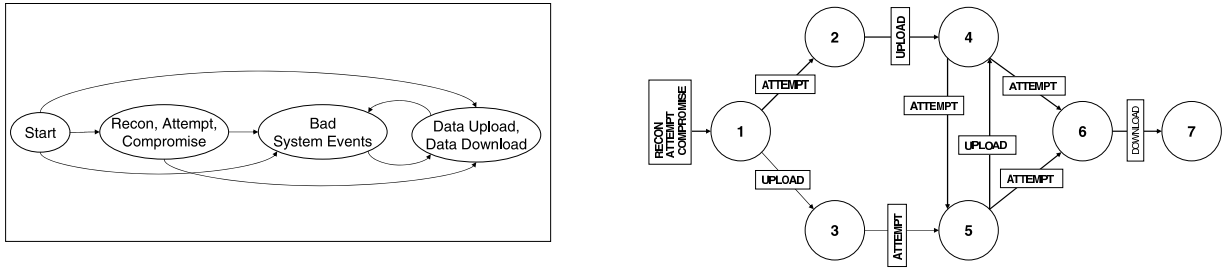 Start
Recon, Attempt,
Compromise
Bad
System Events
Data Upload,
Data Download
RECON
ATTEMPT
COMPROMISE
1
ATTEMPT
2
UPLOAD
4
UPLOAD
3
ATTEMPT
5
ATTEMPT
UPLOAD
ATTEMPT
ATTEMPT
6
DOWNLOAD
7